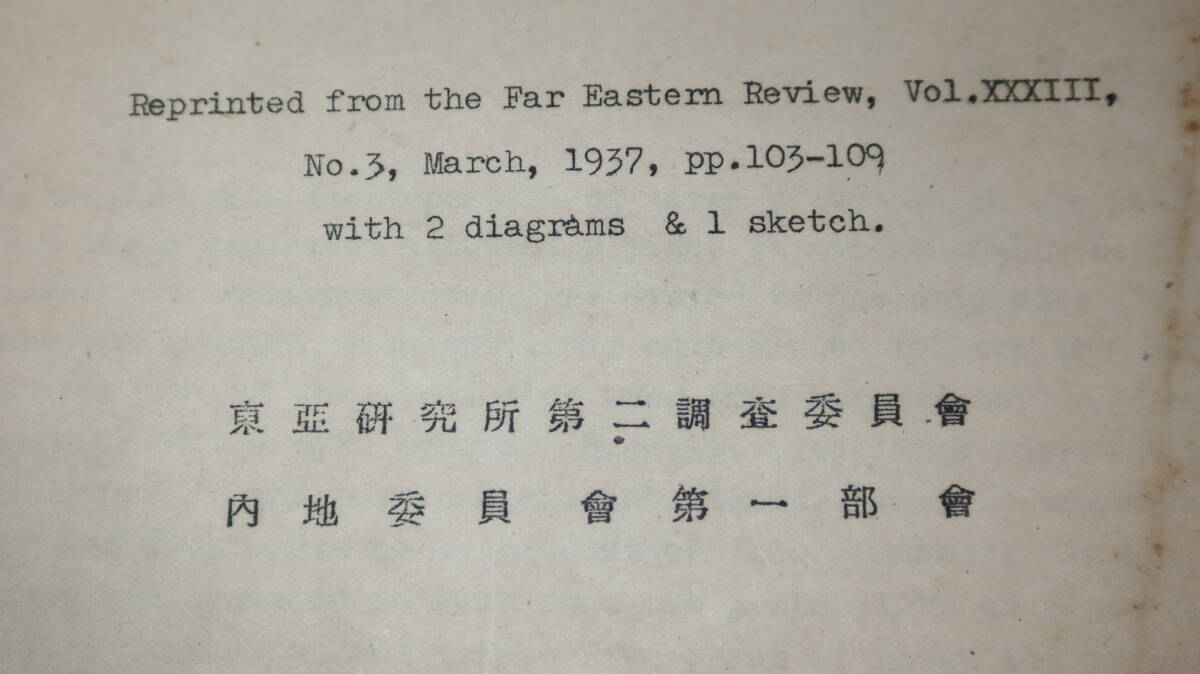 Reprinted from the Far Eastern Review, Vol.XXXIII,
No.3, March, 1937, pp.103-109
with 2 diagrams & 1 sketch.
東亞研究所第二調査委員會
內地委員會第一部會